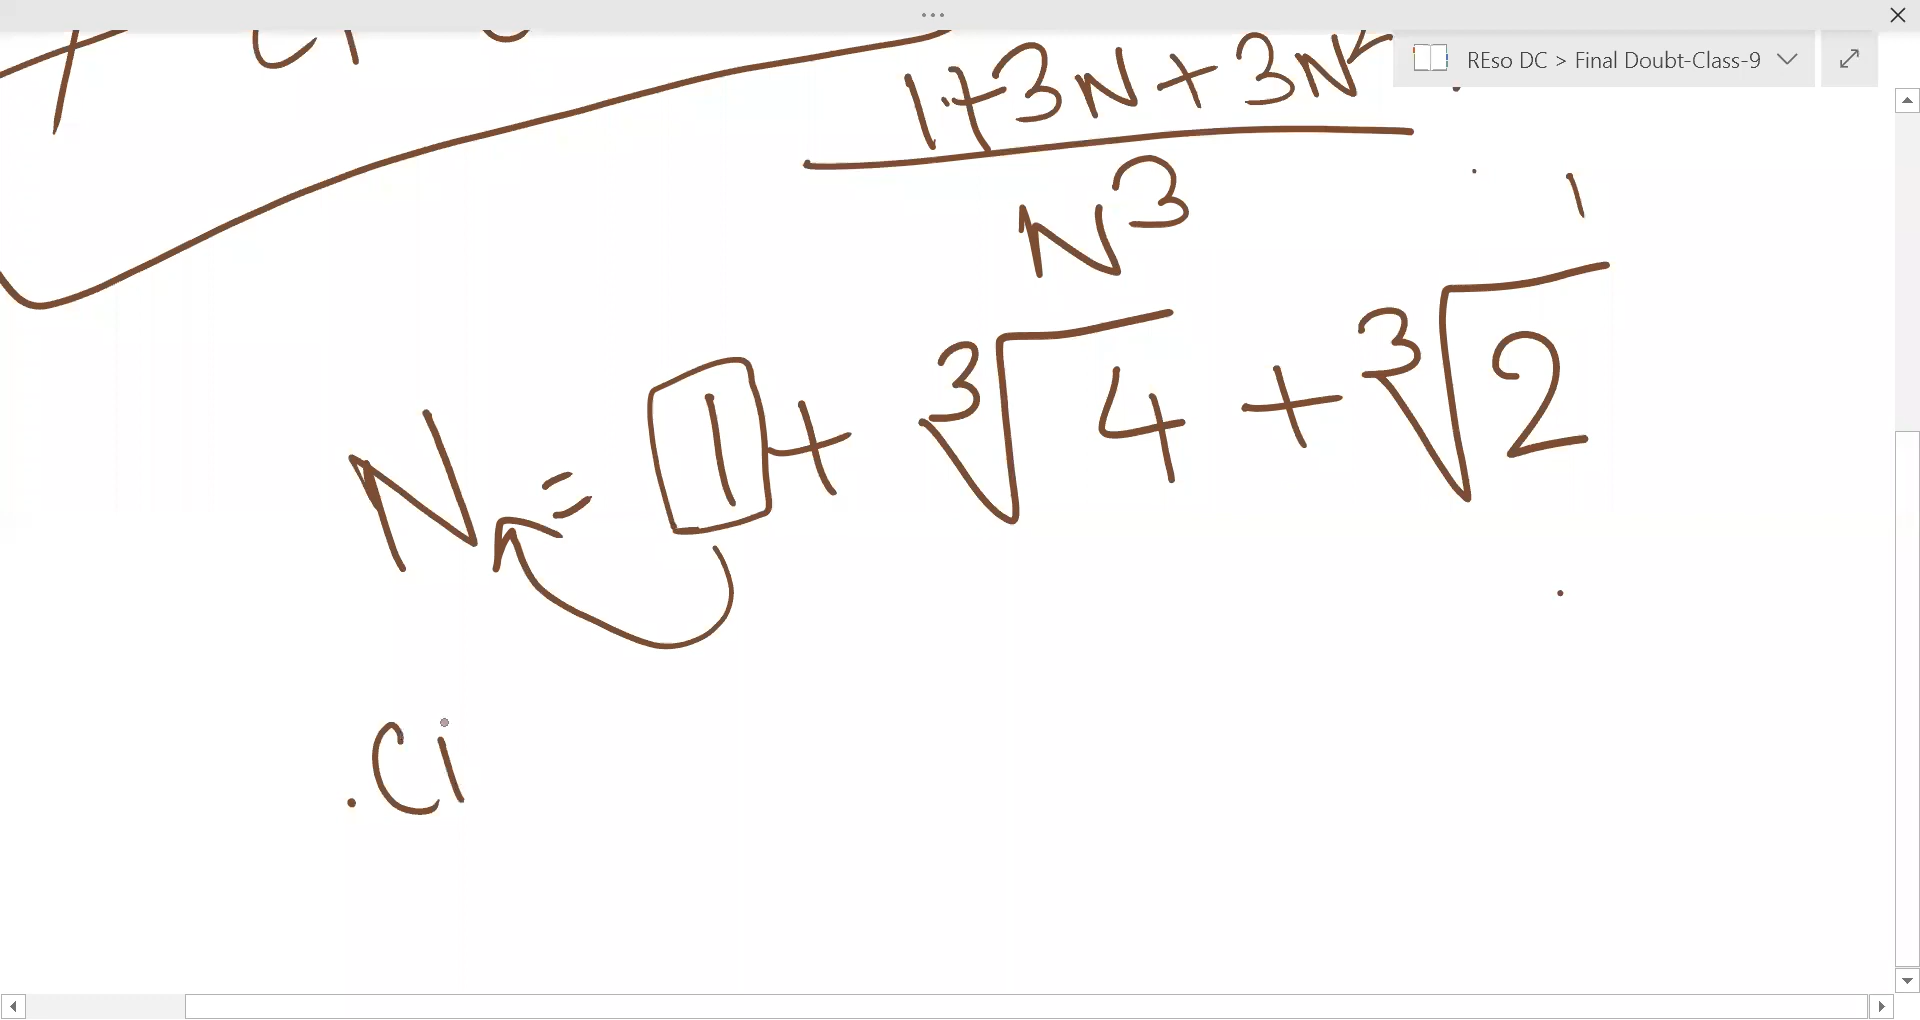 REso DC > Final Doubt-Class-9
1+3N+3N²
N³
N = 1 + ∛4 + ∛2
.Ci